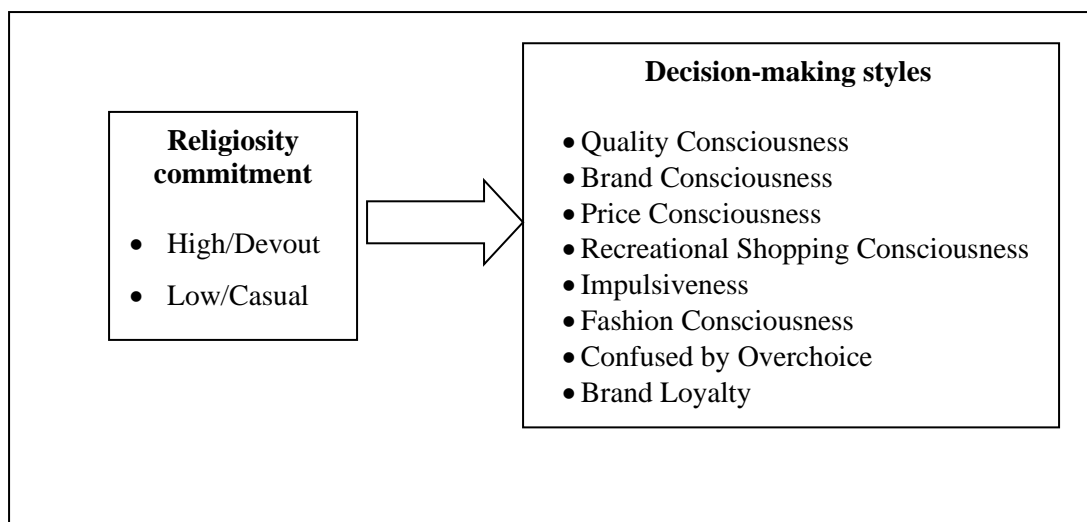 Religiosity
commitment
• High/Devout
• Low/Casual
Decision-making styles
• Quality Consciousness
• Brand Consciousness
• Price Consciousness
• Recreational Shopping Consciousness
• Impulsiveness
• Fashion Consciousness
• Confused by Overchoice
• Brand Loyalty